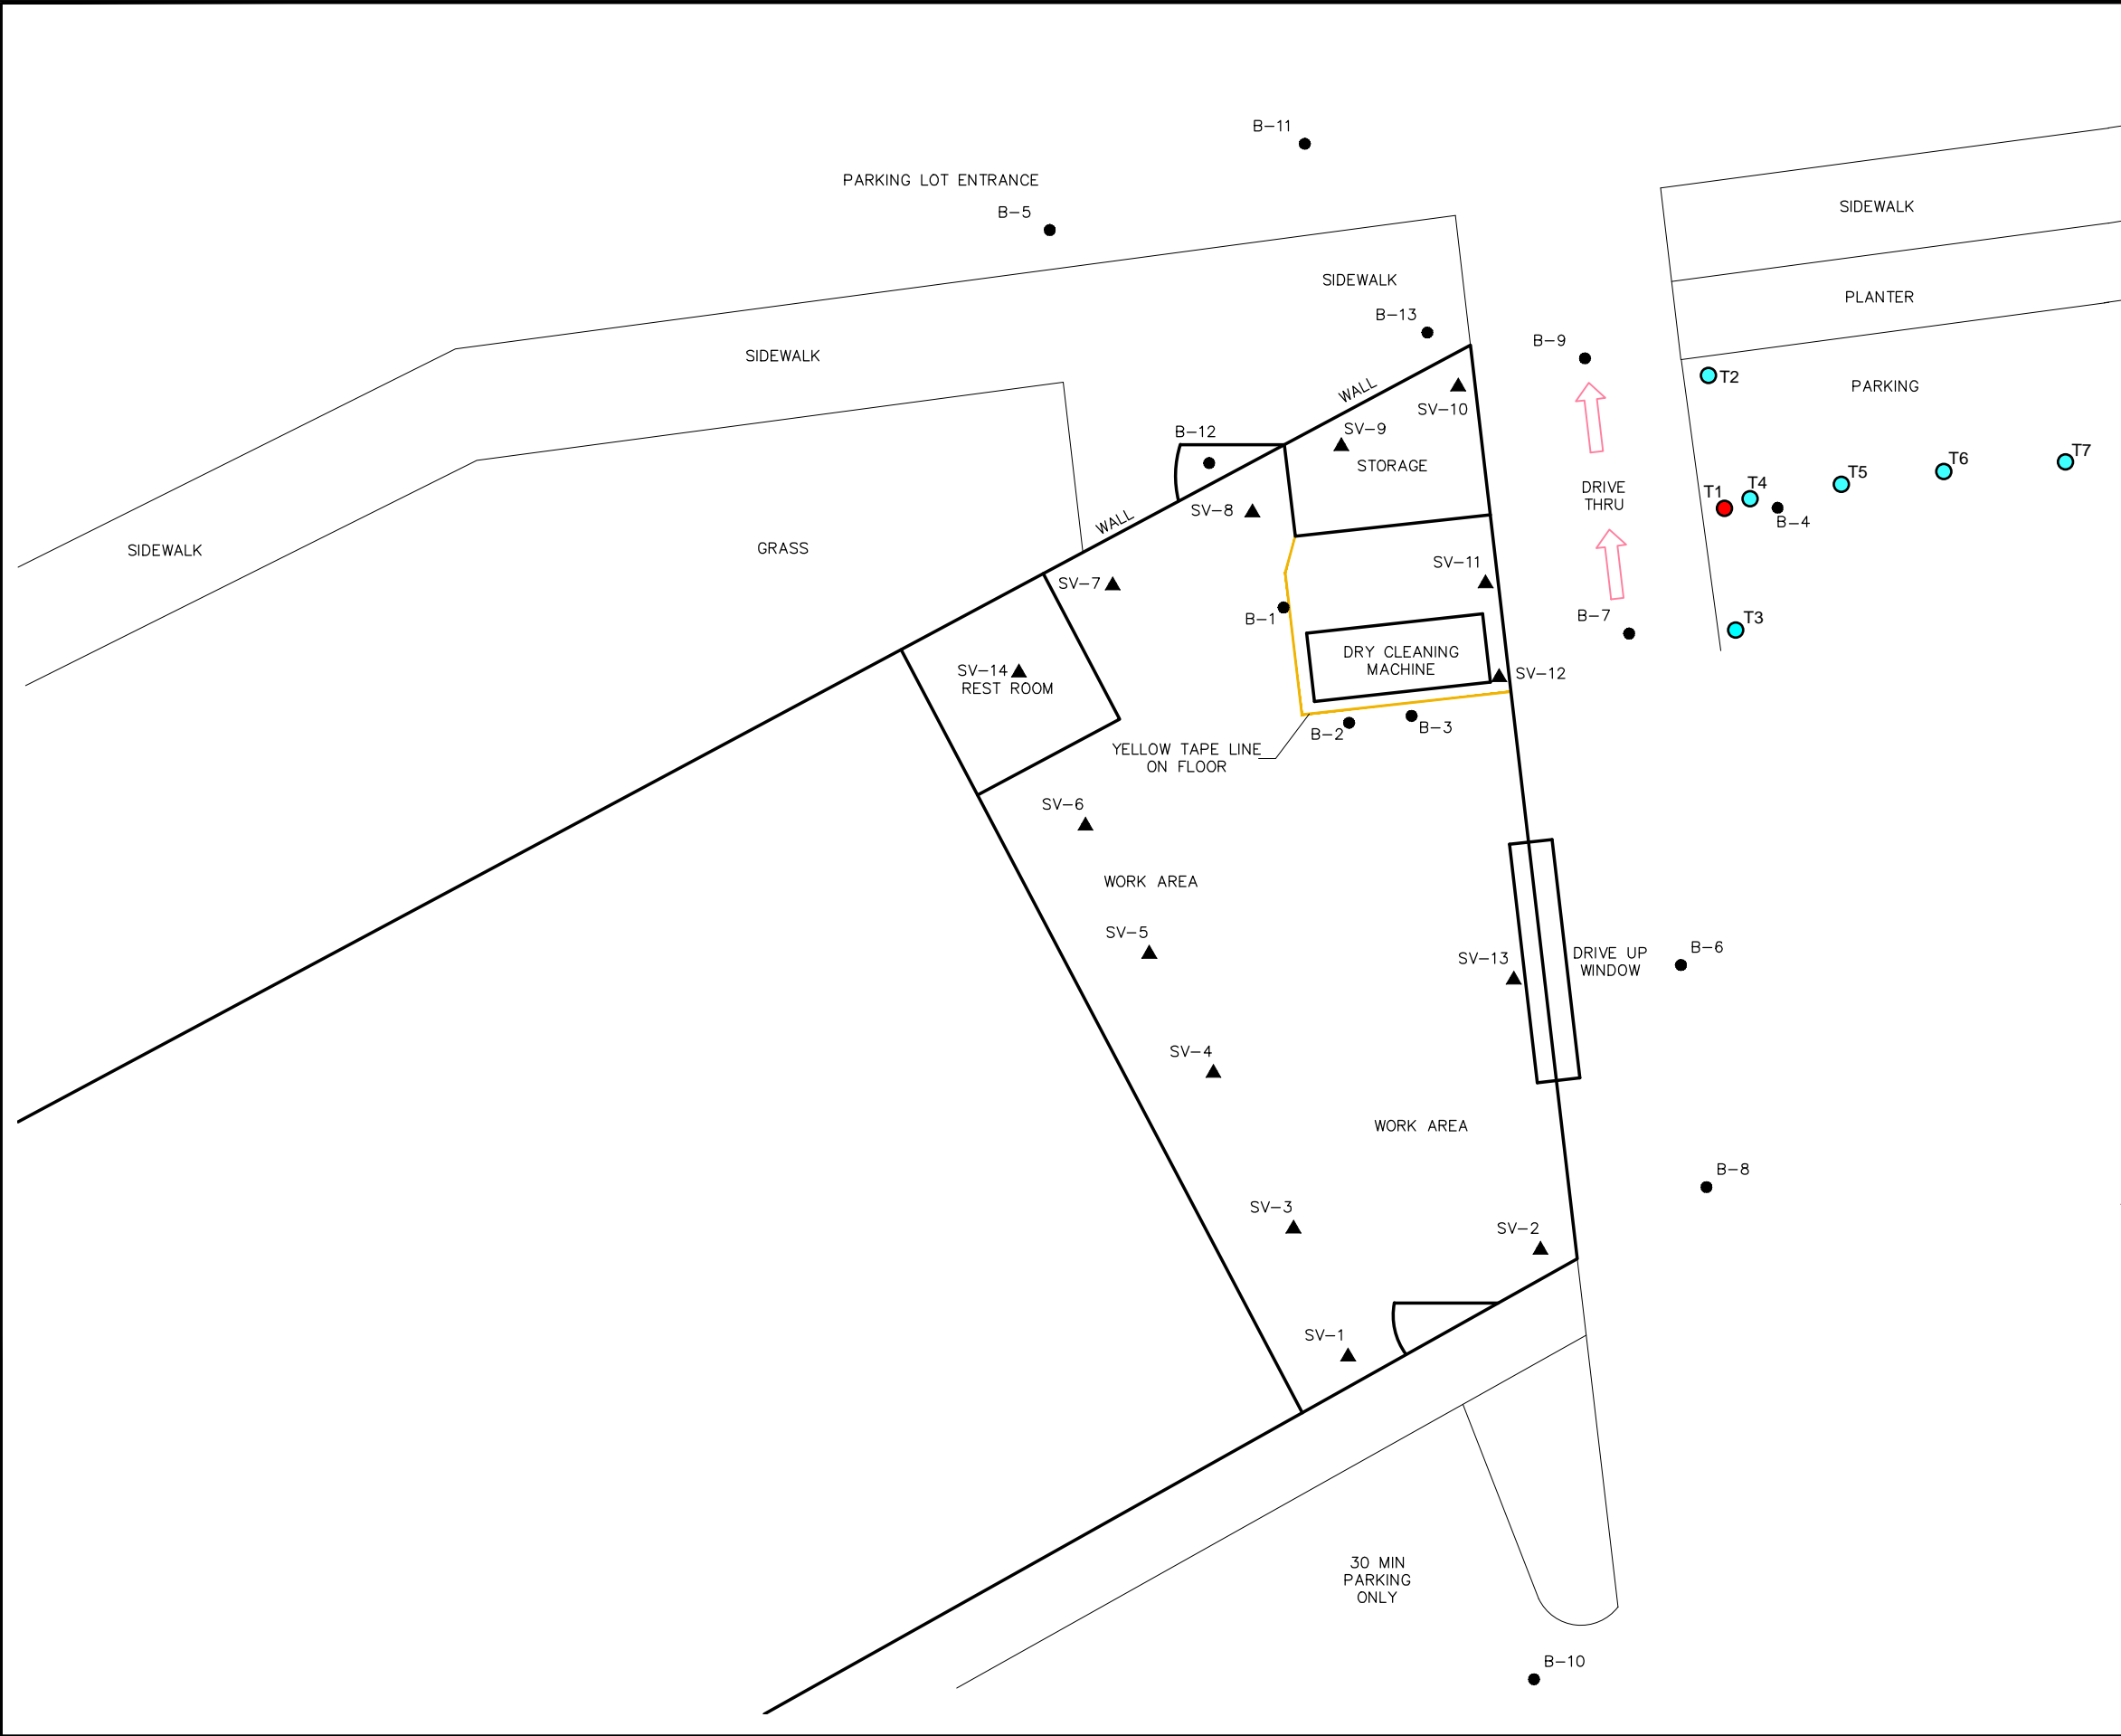 B-11
PARKING LOT ENTRANCE
B-5
SIDEWALK
SIDEWALK
PLANTER
B-13
B-9
SIDEWALK
T2
PARKING
WALL
SV-10
SV-9
B-12
STORAGE
T7
T6
T5
T4
T1
DRIVE
THRU
B-4
SV-8
WALL
SIDEWALK
GRASS
SV-11
SV-7
B-1
B-7
T3
DRY CLEANING
MACHINE
SV-14
REST ROOM
SV-12
B-2
B-3
YELLOW TAPE LINE
ON FLOOR
SV-6
WORK AREA
SV-5
SV-13
DRIVE UP
WINDOW
B-6
SV-4
WORK AREA
B-8
SV-3
SV-2
SV-1
30 MIN
PARKING
ONLY
B-10